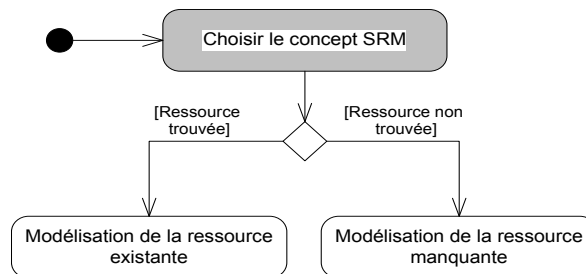 Choisir le concept SRM
[Ressource
trouvée]
[Ressource non
trouvée]
Modélisation de la ressource
existante
Modélisation de la ressource
manquante